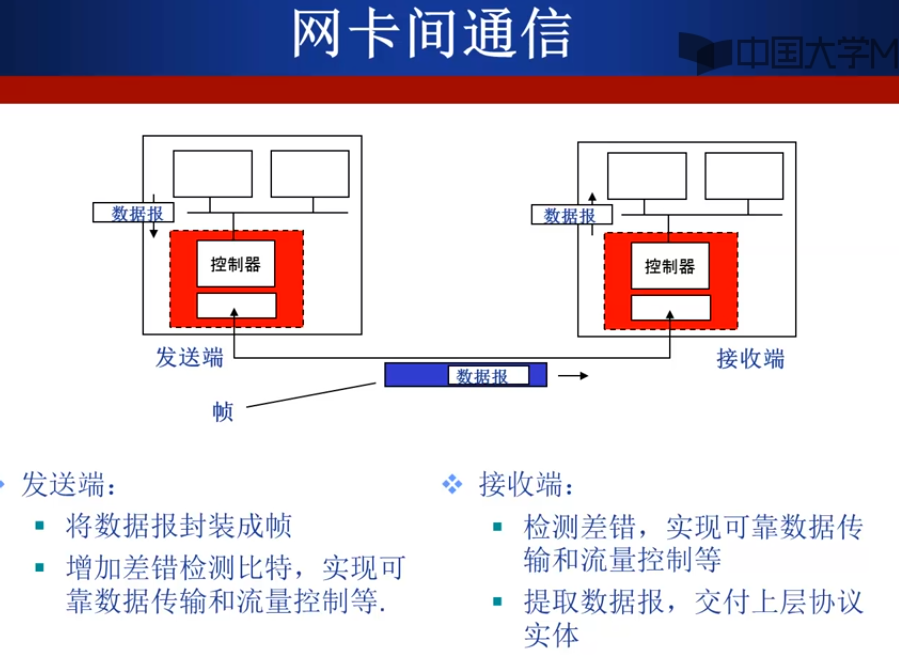 网卡间通信
中国大学M
数据报
数据报
控制器
控制器
发送端
接收端
数据报
帧
发送端：
将数据报封装成帧
增加差错检测比特，实现可
靠数据传输和流量控制等.
接收端：
检测差错，实现可靠数据传
输和流量控制等
提取数据报，交付上层协议
实体